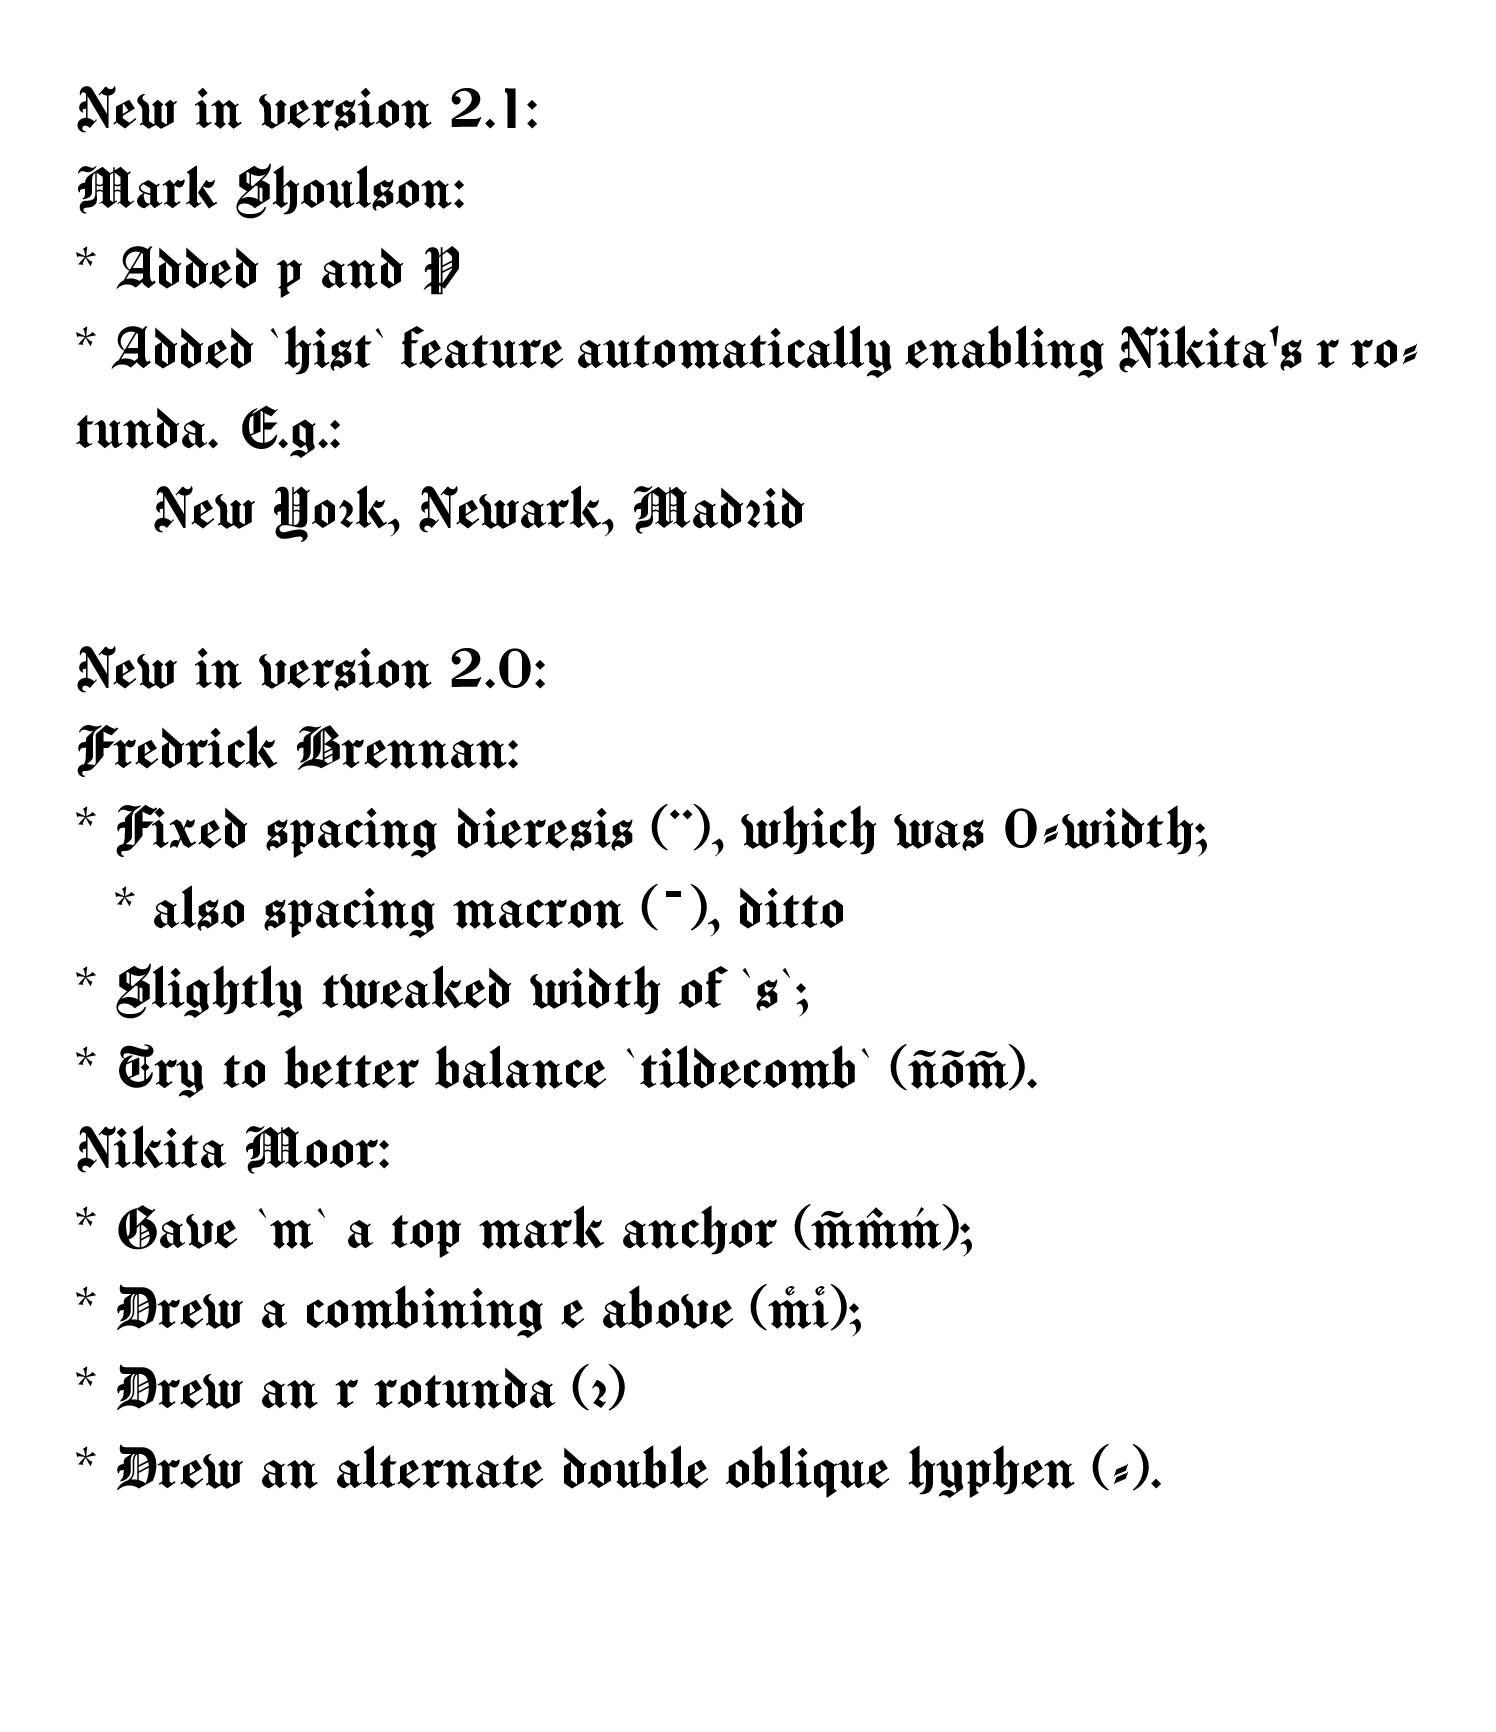 New in version 2.1:
Mark Shoulson:
* Added ƿ and Ƿ
* Added `hist` feature automatically enabling Nikita's r ro⸗
tunda. E.g.:
New Yoꝛk, Newark, Madꝛid
New in version 2.0:
Fredrick Brennan:
* Fixed spacing dieresis (¨), which was 0⸗width;
* also spacing macron (¯), ditto
* Slightly tweaked width of `s`;
* Try to better balance `tildecomb` (ñõm̃).
Nikita Moor:
* Gave `m` a top mark anchor (m̃m̂ḿ);
* Drew a combining e above (mͤiͤ);
* Drew an r rotunda (ꝛ)
* Drew an alternate double oblique hyphen (⸗).